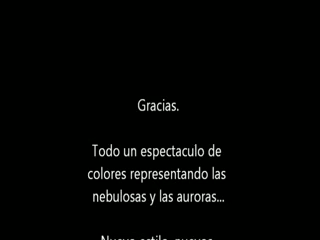 Gracias.
Todo un espectaculo de
colores representando las
nebulosas y las auroras...